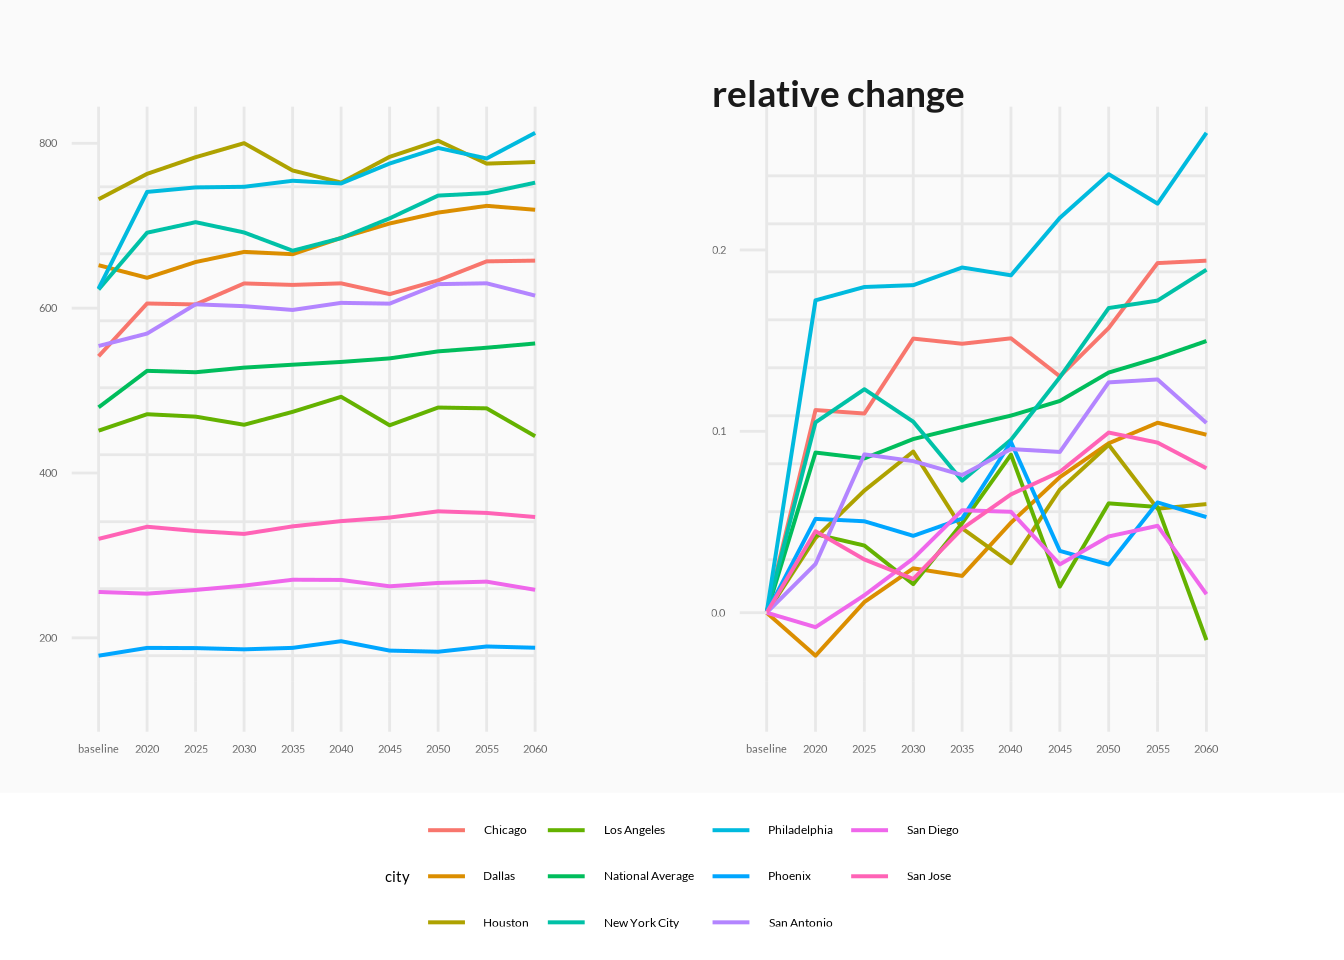 relative change
800
600
400
200
baseline 2020 2025 2030 2035 2040 2045 2050 2055 2060
0.2
0.1
0.0
baseline 2020 2025 2030 2035 2040 2045 2050 2055 2060
Chicago Los Angeles Philadelphia San Diego
city Dallas National Average Phoenix San Jose
Houston New York City San Antonio